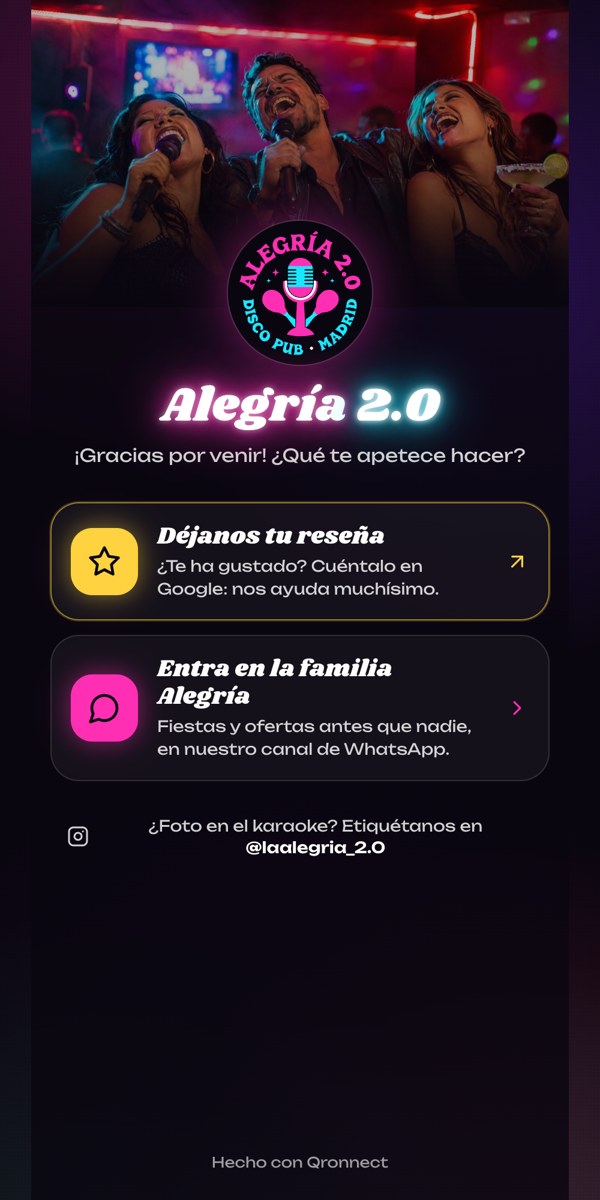 ALEGRÍA 2.0
DISCO PUB · MADRID
Alegría 2.0
¡Gracias por venir! ¿Qué te apetece hacer?
Déjanos tu reseña
¿Te ha gustado? Cuéntalo en
Google: nos ayuda muchísimo.
Entra en la familia
Alegría
Fiestas y ofertas antes que nadie,
en nuestro canal de WhatsApp.
¿Foto en el karaoke? Etiquétanos en
@laalegria_2.0
Hecho con Qronnect